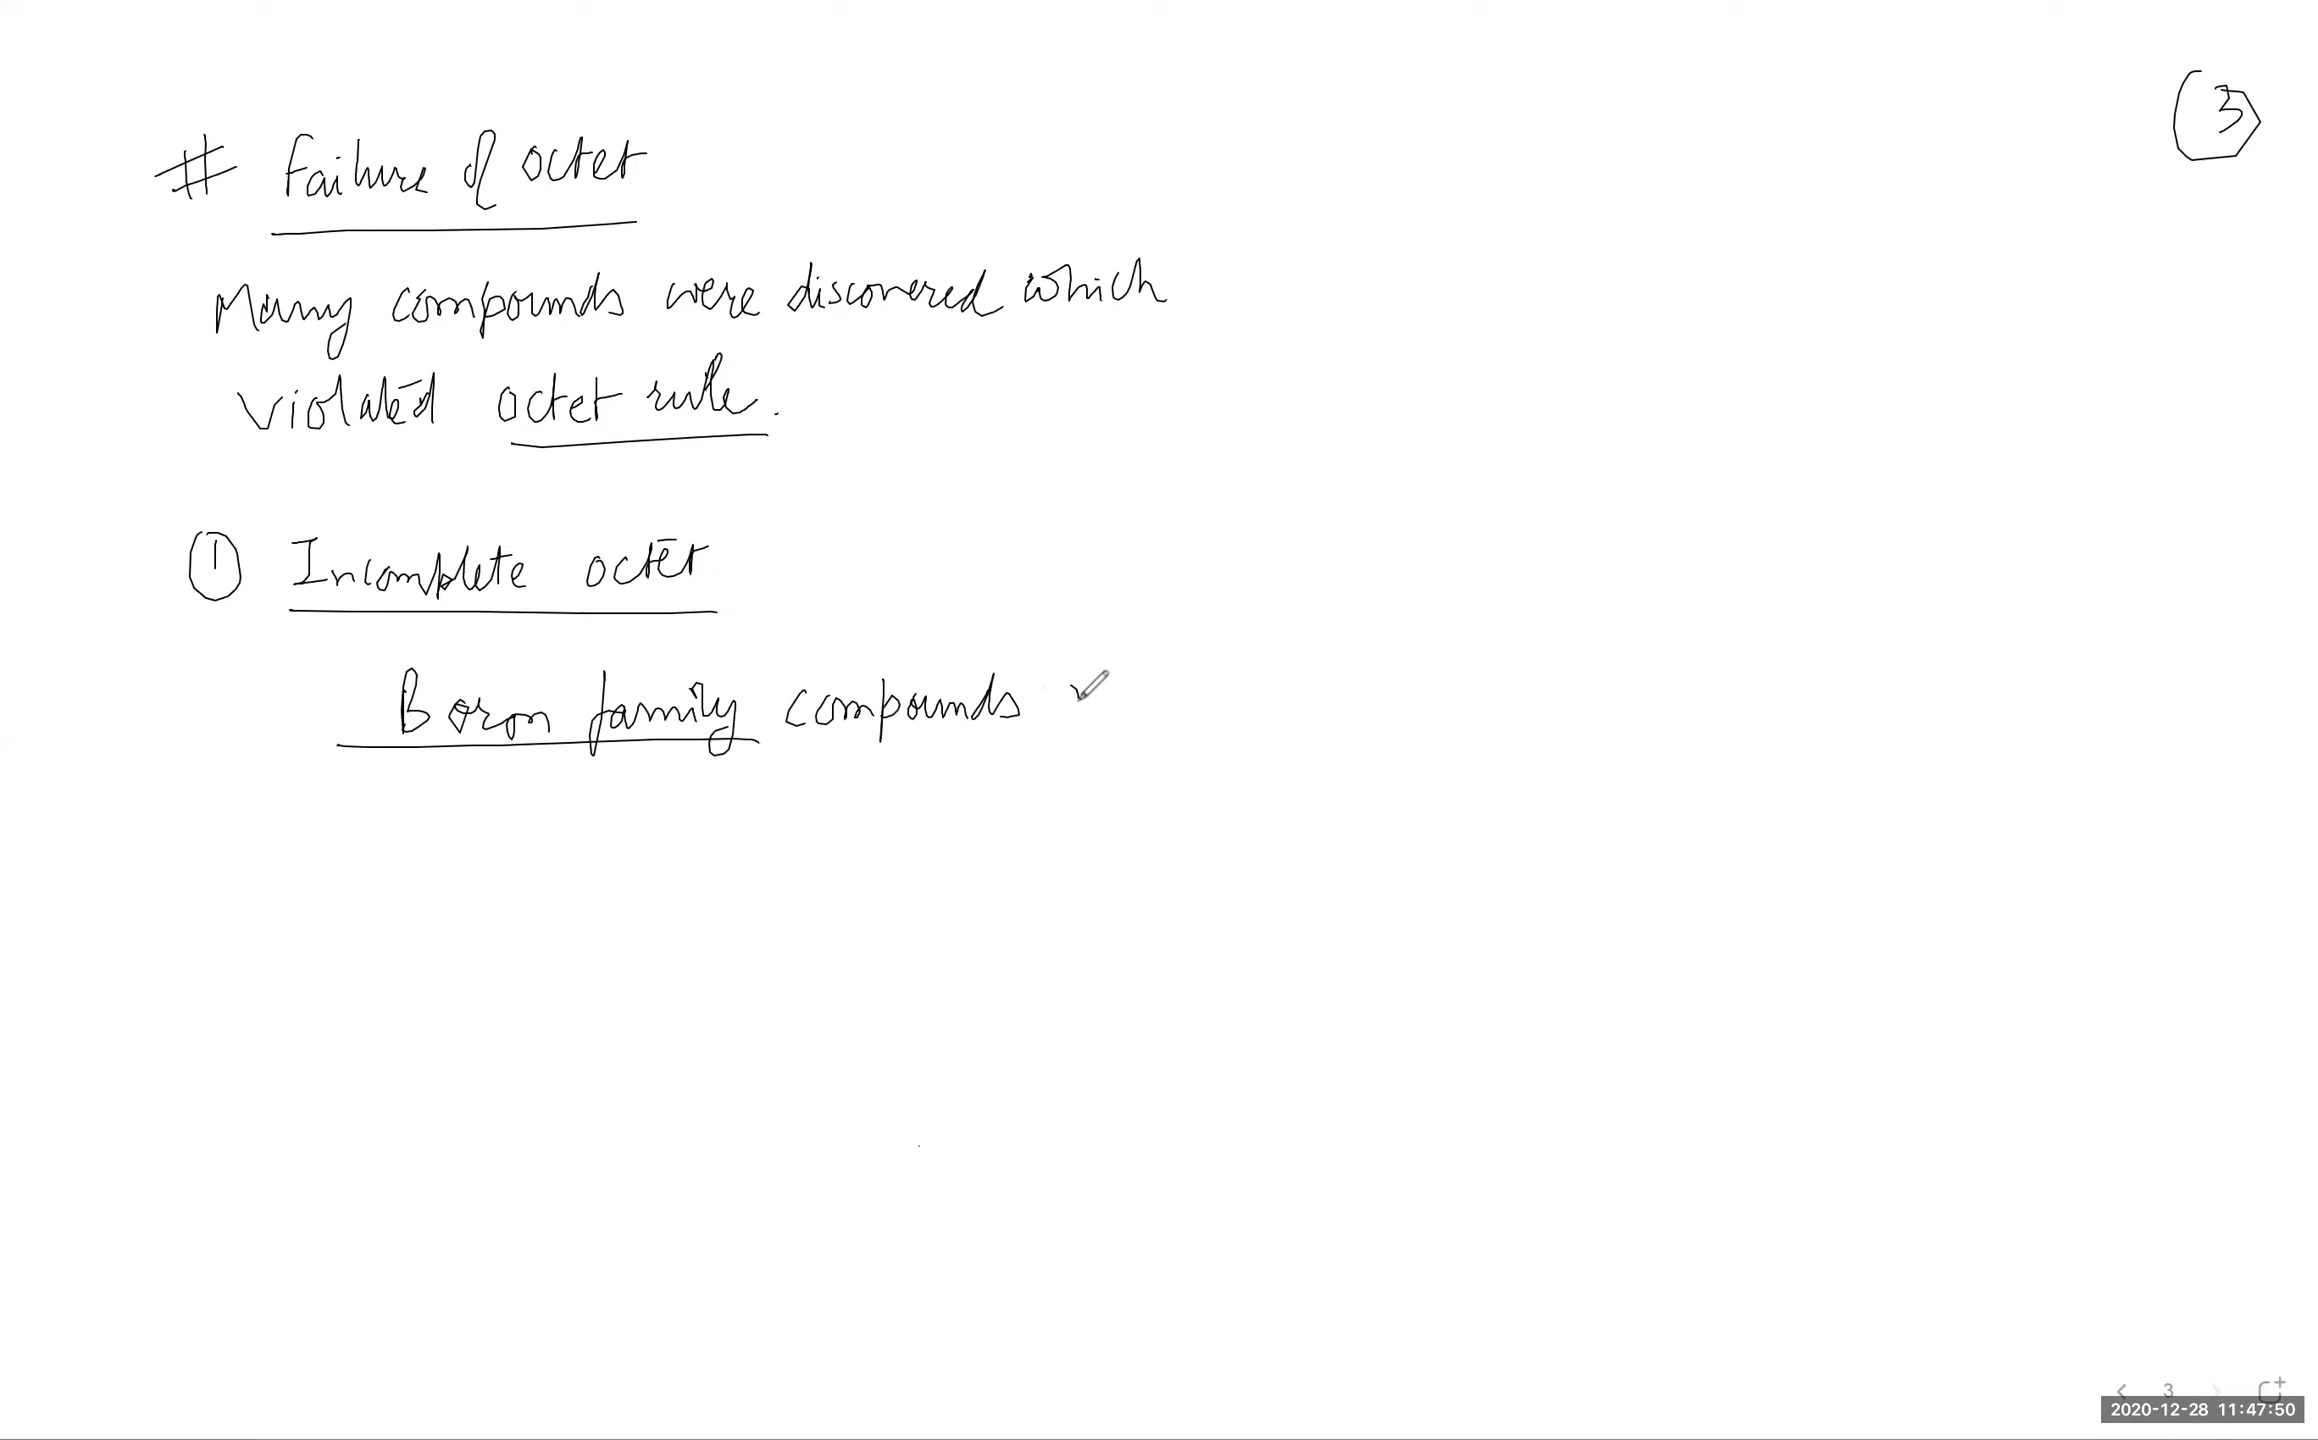 3
# Failure of octet
Many compounds were discovered which
violated octet rule.
1 Incomplete octet
Boron family compounds
3
2020-12-28 11:47:50